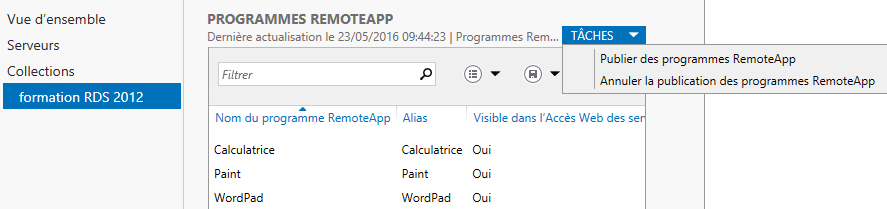 Vue d'ensemble
Serveurs
Collections
formation RDS 2012
PROGRAMMES REMOTEAPP
Dernière actualisation le 23/05/2016 09:44:23 | Programmes Rem...
TÂCHES
Publier des programmes RemoteApp
Annuler la publication des programmes RemoteApp
Filtrer
Nom du programme RemoteApp Alias Visible dans l'Accès Web des ser
Calculatrice Calculatrice Oui
Paint Paint Oui
WordPad WordPad Oui